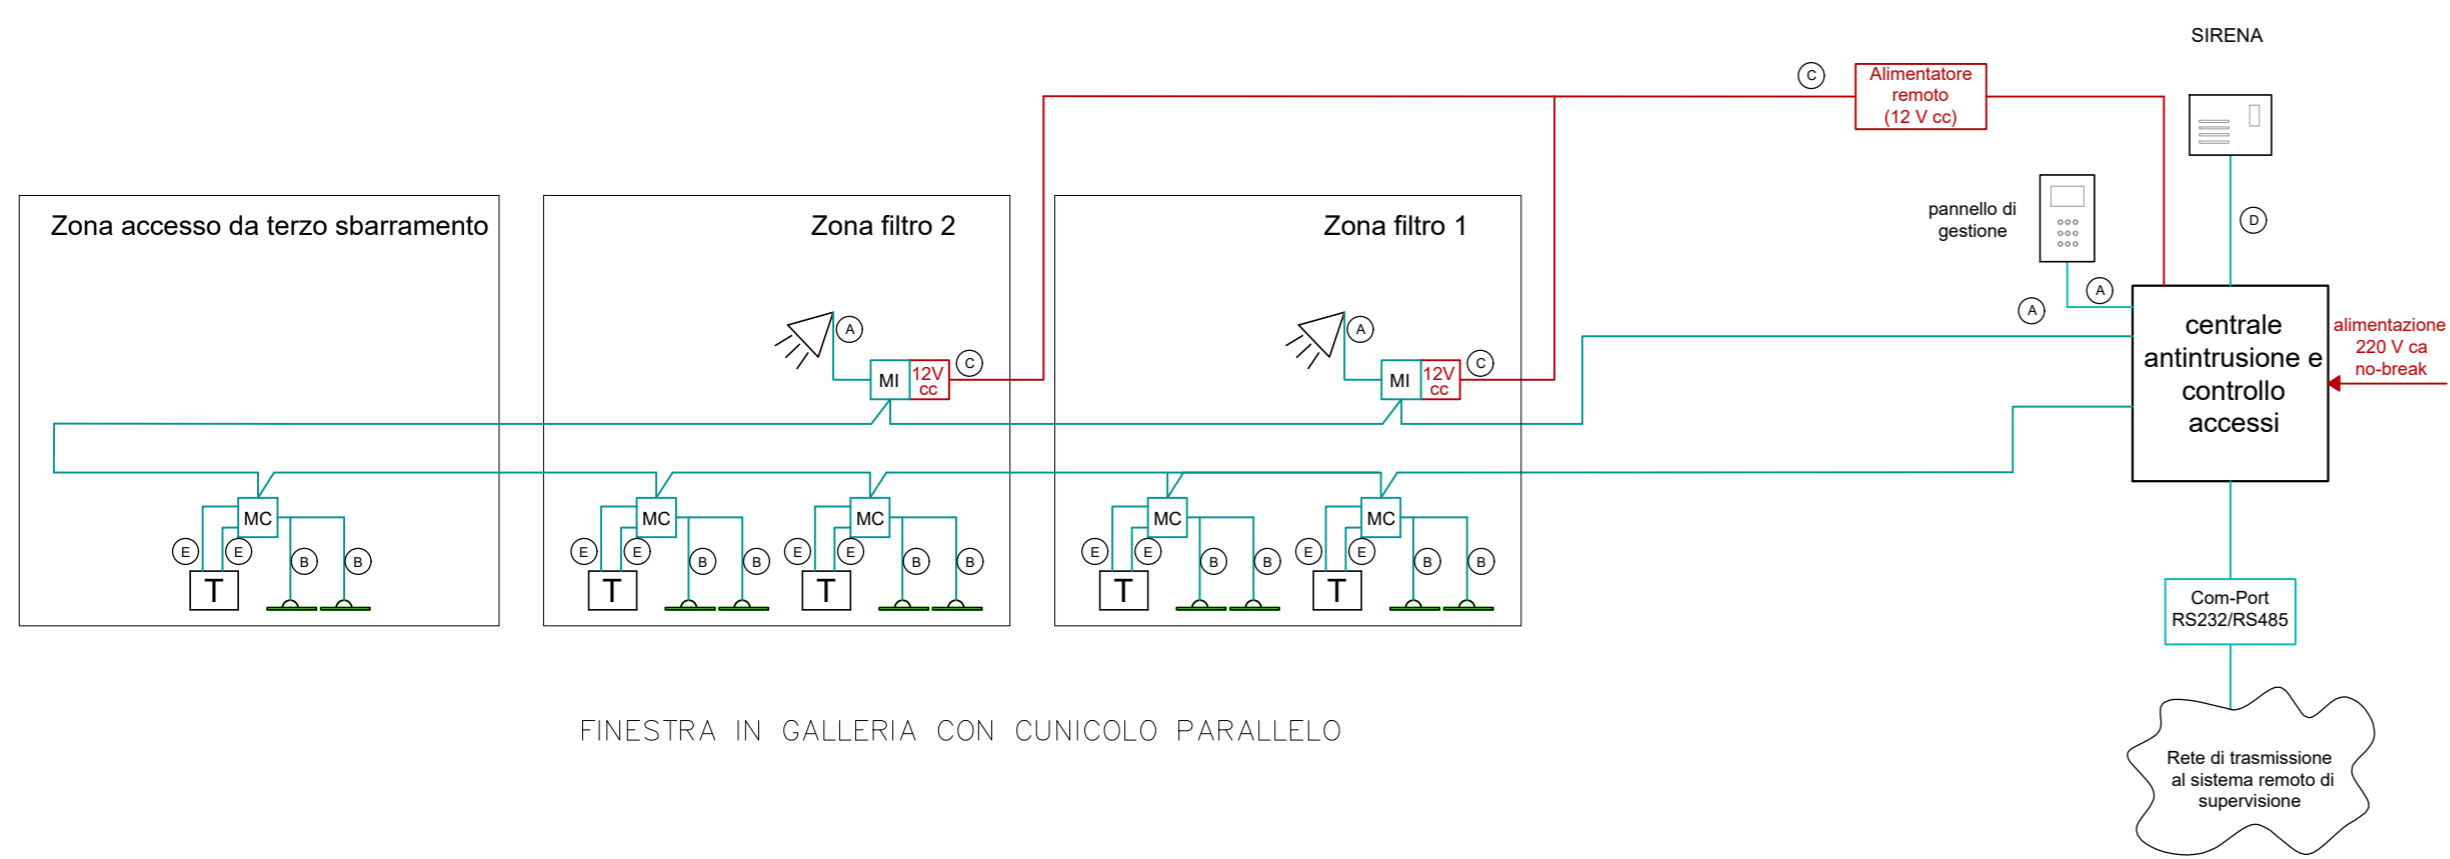 SIRENA
C
Alimentatore
remoto
(12 V cc)
pannello di
gestione
D
A
A
Zona accesso da terzo sbarramento
Zona filtro 2
Zona filtro 1
centrale
antintrusione e
controllo
accessi
alimentazione
220 V ca
no-break
A
MI
12V
cc
C
A
MI
12V
cc
C
MC
E
E
B
B
T
MC
E
E
B
B
T
MC
E
E
B
B
T
MC
E
E
B
B
T
MC
E
E
B
B
T
Com-Port
RS232/RS485
FINESTRA IN GALLERIA CON CUNICOLO PARALLELO
Rete di trasmissione
al sistema remoto di
supervisione